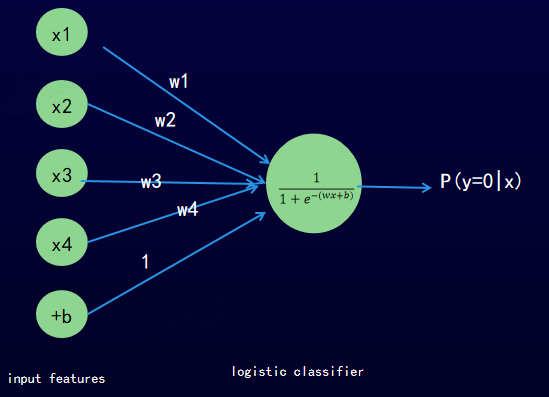 x1
w1
x2
w2
x3
w3
w4
x4
1
+b
1
1 + e^{-(wx+b)}
P(y=0|x)
input features
logistic classifier